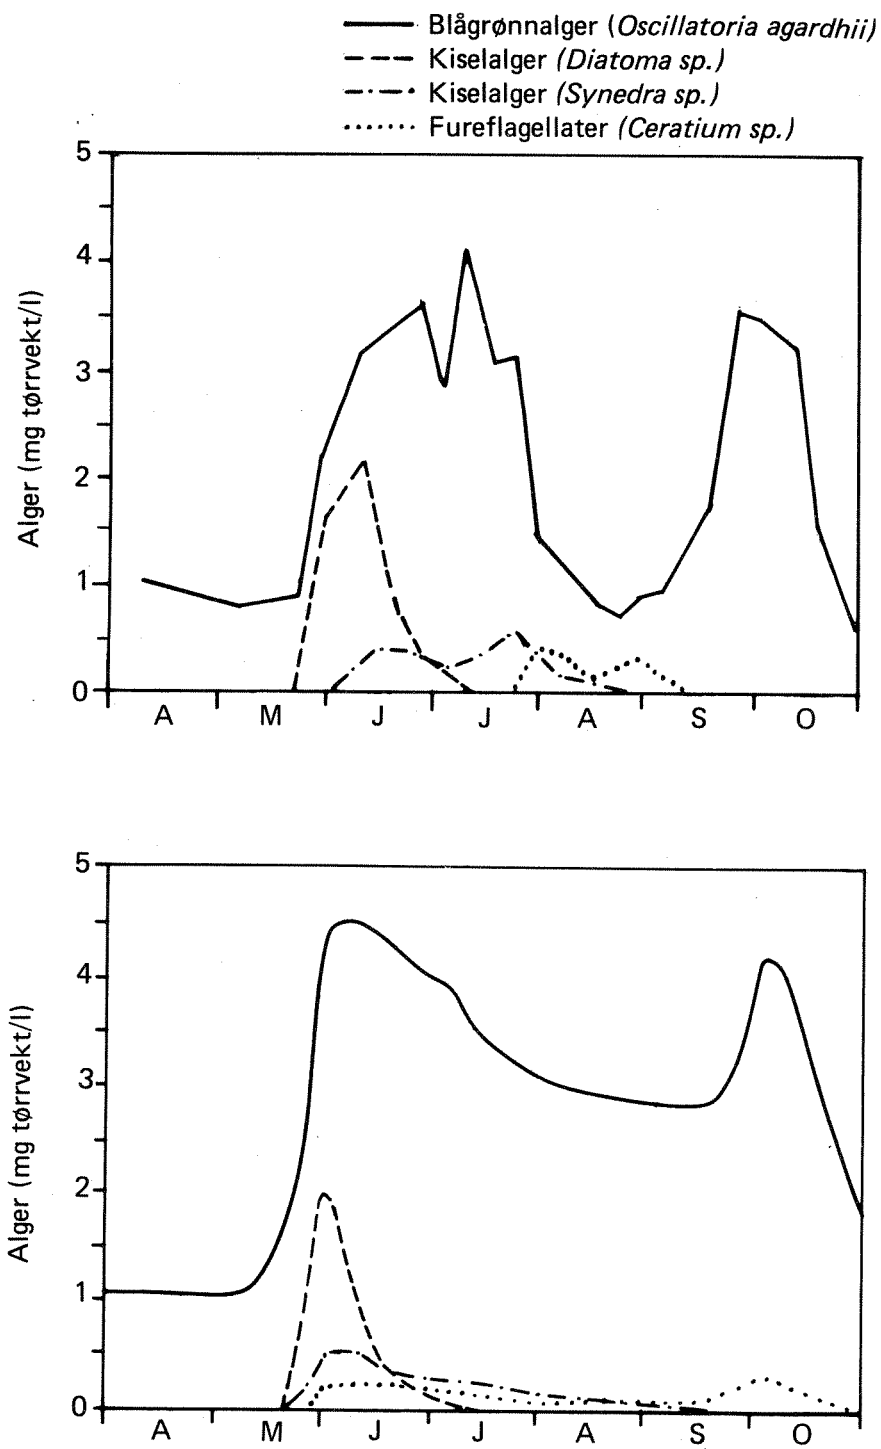 Blågrønnalger (Oscillatoria agardhii)
Kiselalger (Diatoma sp.)
Kiselalger (Synedra sp.)
Fureflagellater (Ceratium sp.)
5
4
3
2
1
0
Alger (mg tørrvekt/l)
A M J J A S O
5
4
3
2
1
0
Alger (mg tørrvekt/l)
A M J J A S O